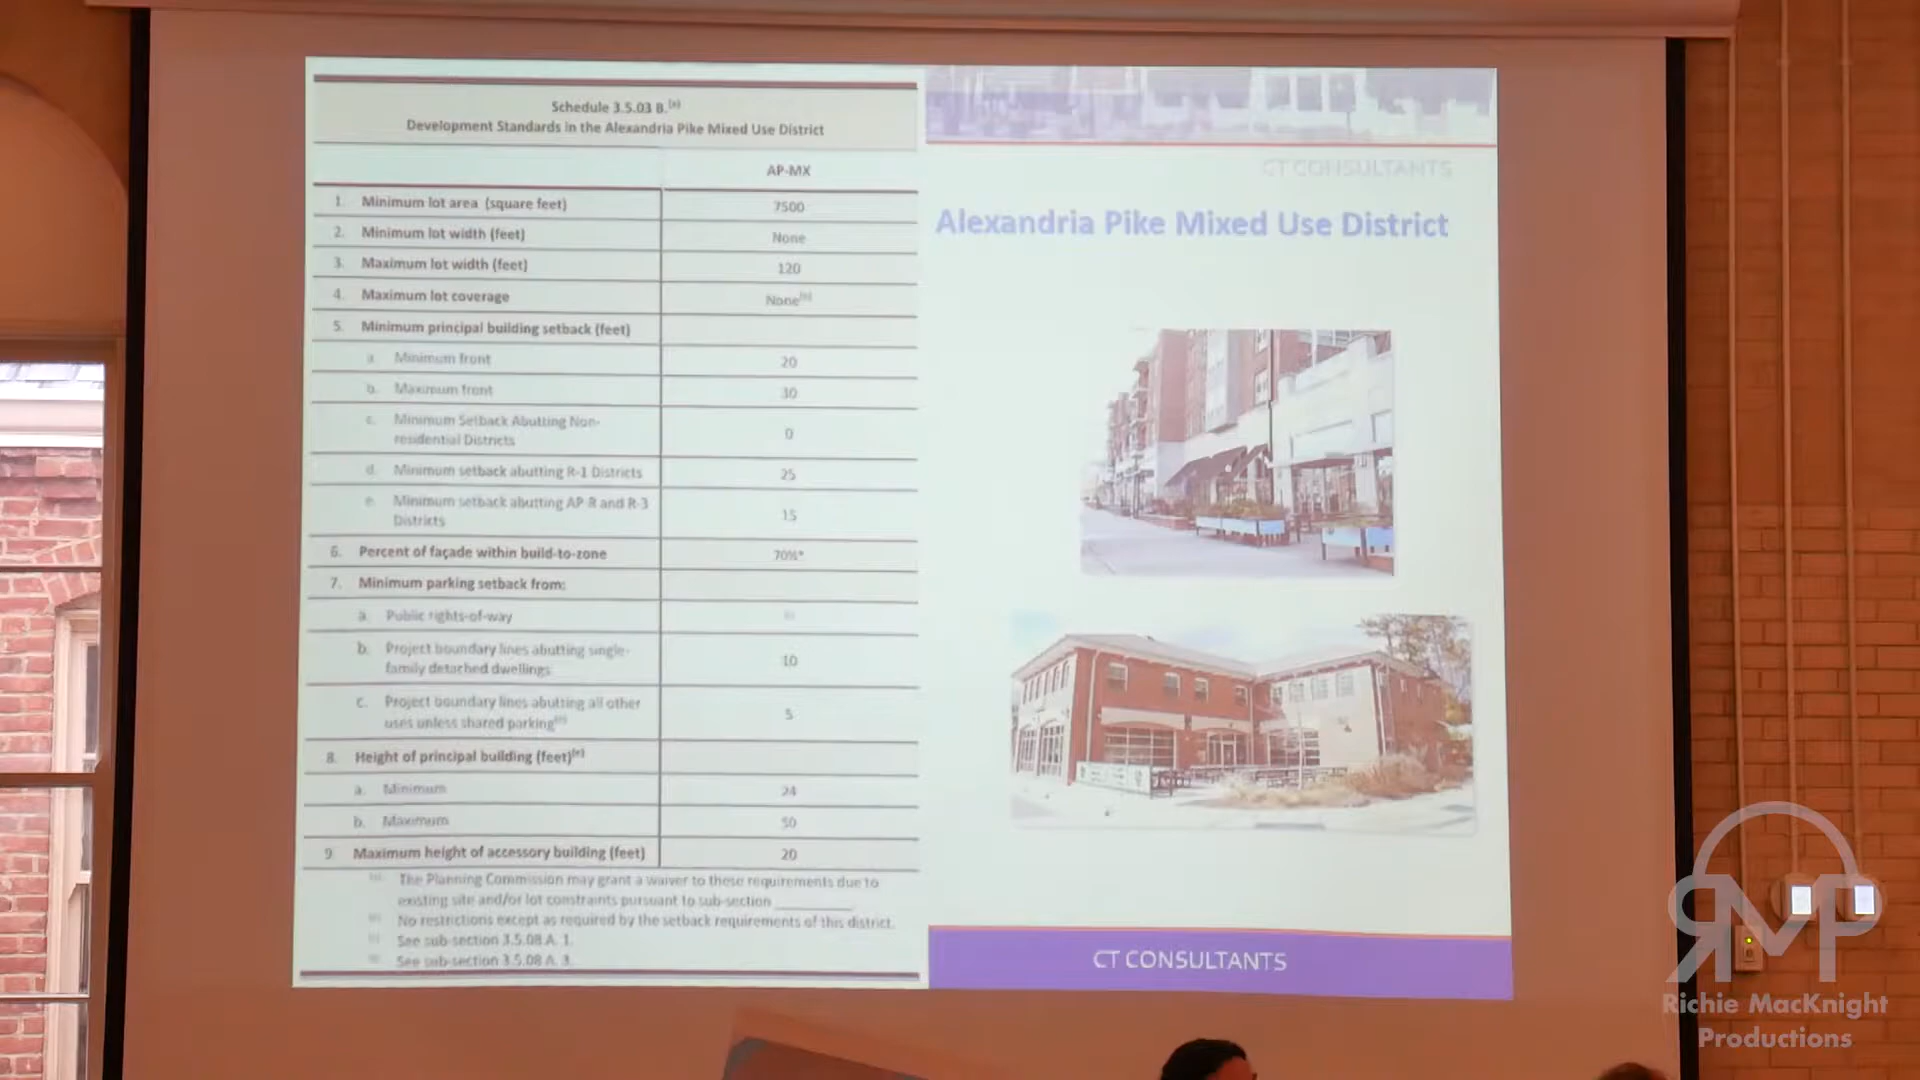 Schedule 3.5.03 B.
Development Standards in the Alexandria Pike Mixed Use District
AP-MX
1. Minimum lot area (square feet) 7500
2. Minimum lot width (feet) None
3. Maximum lot width (feet) 120
4. Maximum lot coverage None
5. Minimum principal building setback (feet)
a. Minimum front 20
b. Maximum front 30
c. Minimum Setback Abutting Non-
residential Districts 0
d. Minimum setback abutting R-1 Districts 25
e. Minimum setback abutting AP-R and R-3
Districts 15
6. Percent of façade within build-to-zone 70%*
7. Minimum parking setback from:
a. Public rights-of-way
b. Project boundary lines abutting single-
family detached dwellings 10
c. Project boundary lines abutting all other
uses unless shared parking 5
8. Height of principal building (feet)
a. Minimum 24
b. Maximum 50
9. Maximum height of accessory building (feet) 20
The Planning Commission may grant a waiver to these requirements due to
existing site and/or lot constraints pursuant to sub-section ________
No restrictions except as required by the setback requirements of this district.
See sub-section 3.5.08 A. 1.
See sub-section 3.5.08 A. 3.
CT CONSULTANTS
Alexandria Pike Mixed Use District
CT CONSULTANTS
RMP
Richie MacKnight
Productions